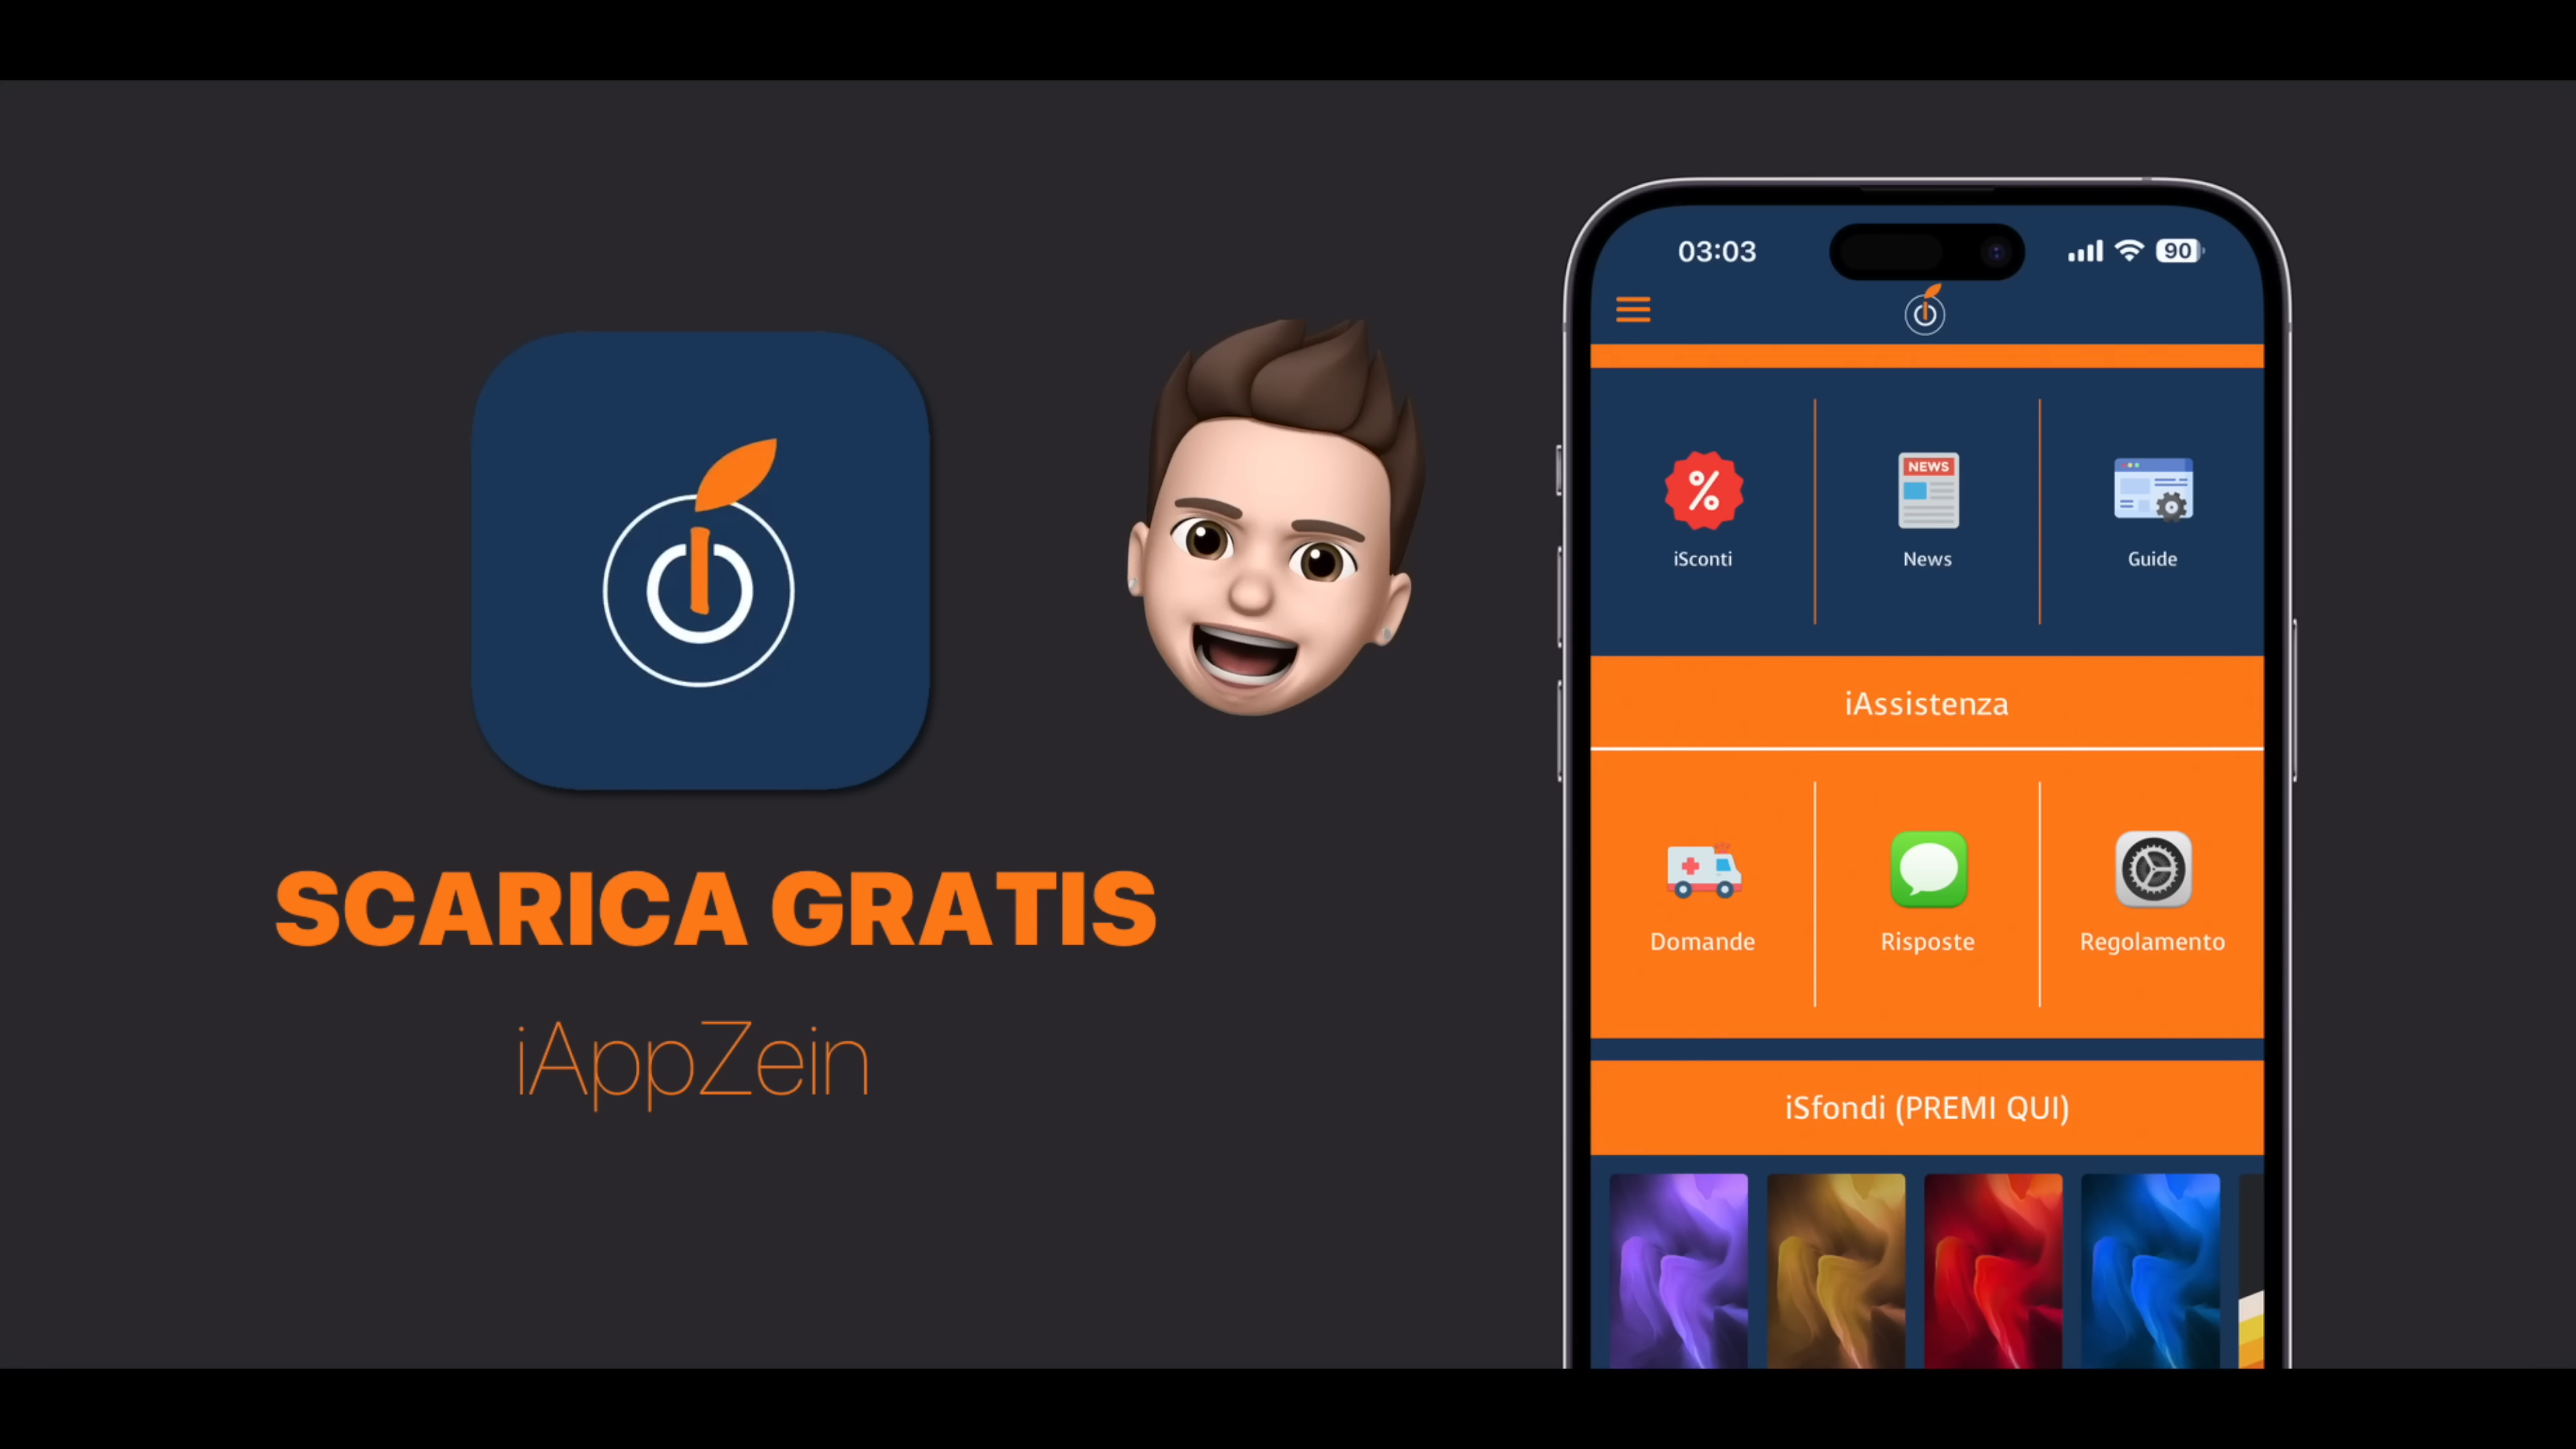 SCARICA GRATIS
iAppZein
03:03
90
%
NEWS
iSconti
News
Guide
iAssistenza
Domande
Risposte
Regolamento
iSfondi (PREMI QUI)